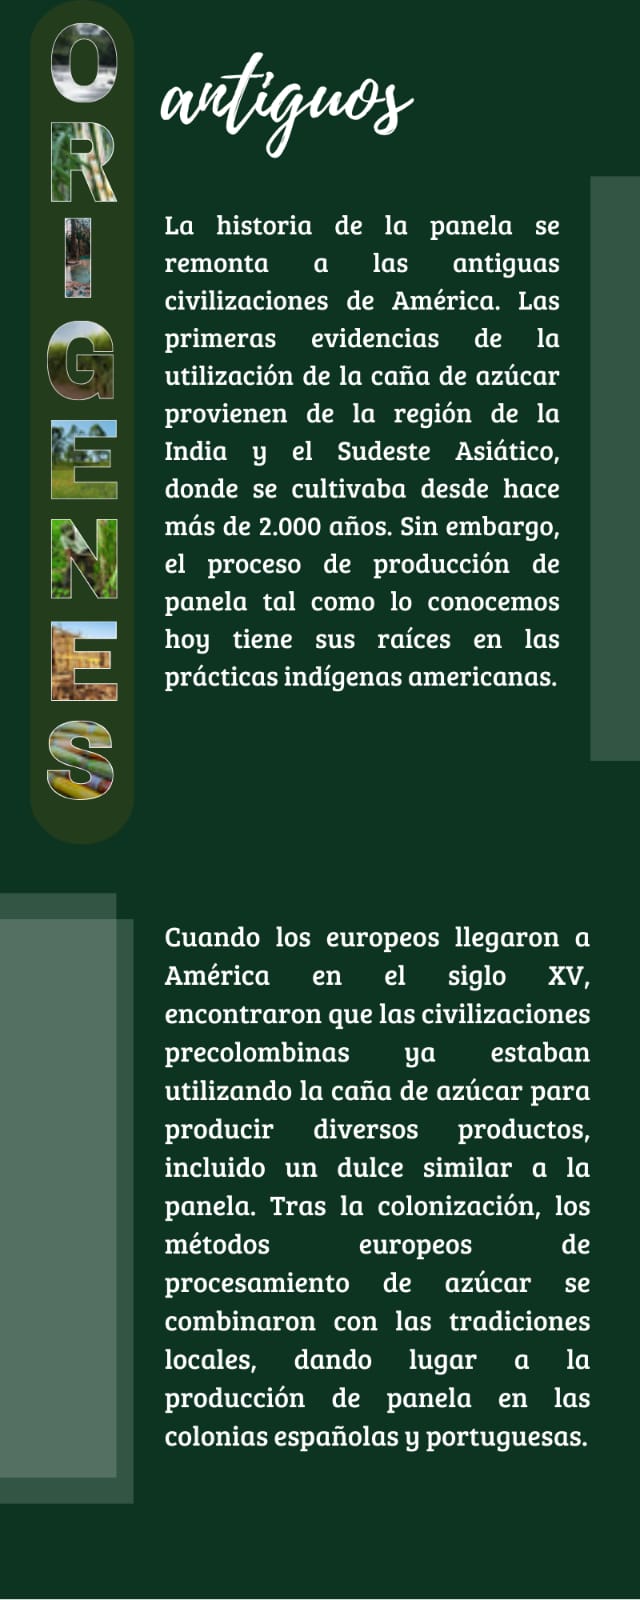 ORIGENES
antiguos
La historia de la panela se
remonta a las antiguas
civilizaciones de América. Las
primeras evidencias de la
utilización de la caña de azúcar
provienen de la región de la
India y el Sudeste Asiático,
donde se cultivaba desde hace
más de 2.000 años. Sin embargo,
el proceso de producción de
panela tal como lo conocemos
hoy tiene sus raíces en las
prácticas indígenas americanas.
Cuando los europeos llegaron a
América en el siglo XV,
encontraron que las civilizaciones
precolombinas ya estaban
utilizando la caña de azúcar para
producir diversos productos,
incluido un dulce similar a la
panela. Tras la colonización, los
métodos europeos de
procesamiento de azúcar se
combinaron con las tradiciones
locales, dando lugar a la
producción de panela en las
colonias españolas y portuguesas.